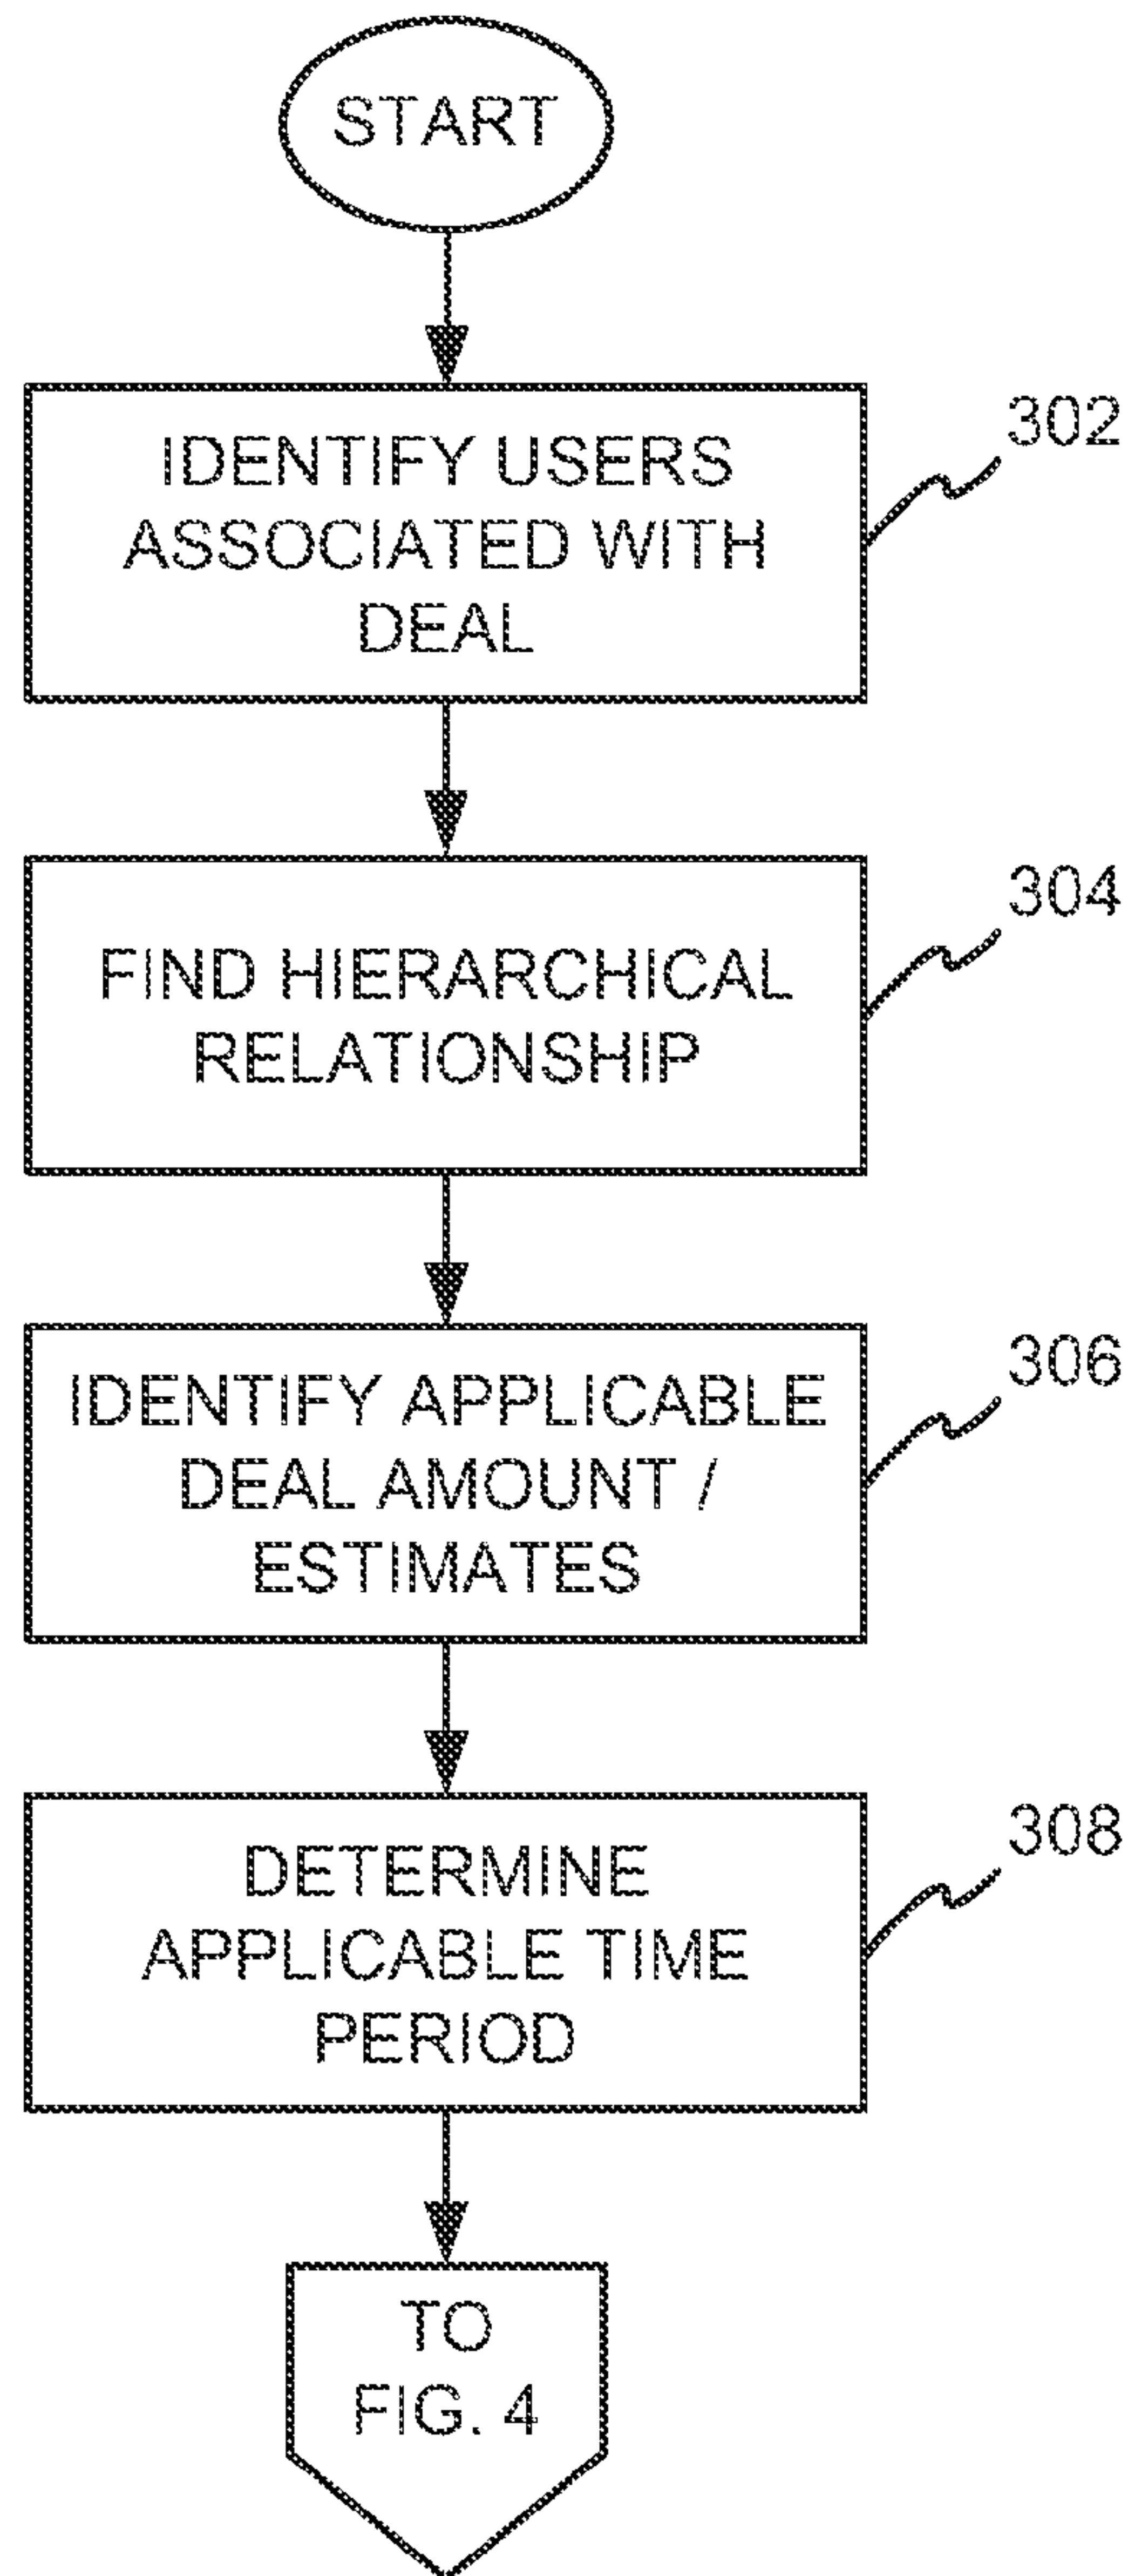 START
IDENTIFY USERS
ASSOCIATED WITH
DEAL
302
FIND HIERARCHICAL
RELATIONSHIP
304
IDENTIFY APPLICABLE
DEAL AMOUNT /
ESTIMATES
306
DETERMINE
APPLICABLE TIME
PERIOD
308
TO
FIG. 4